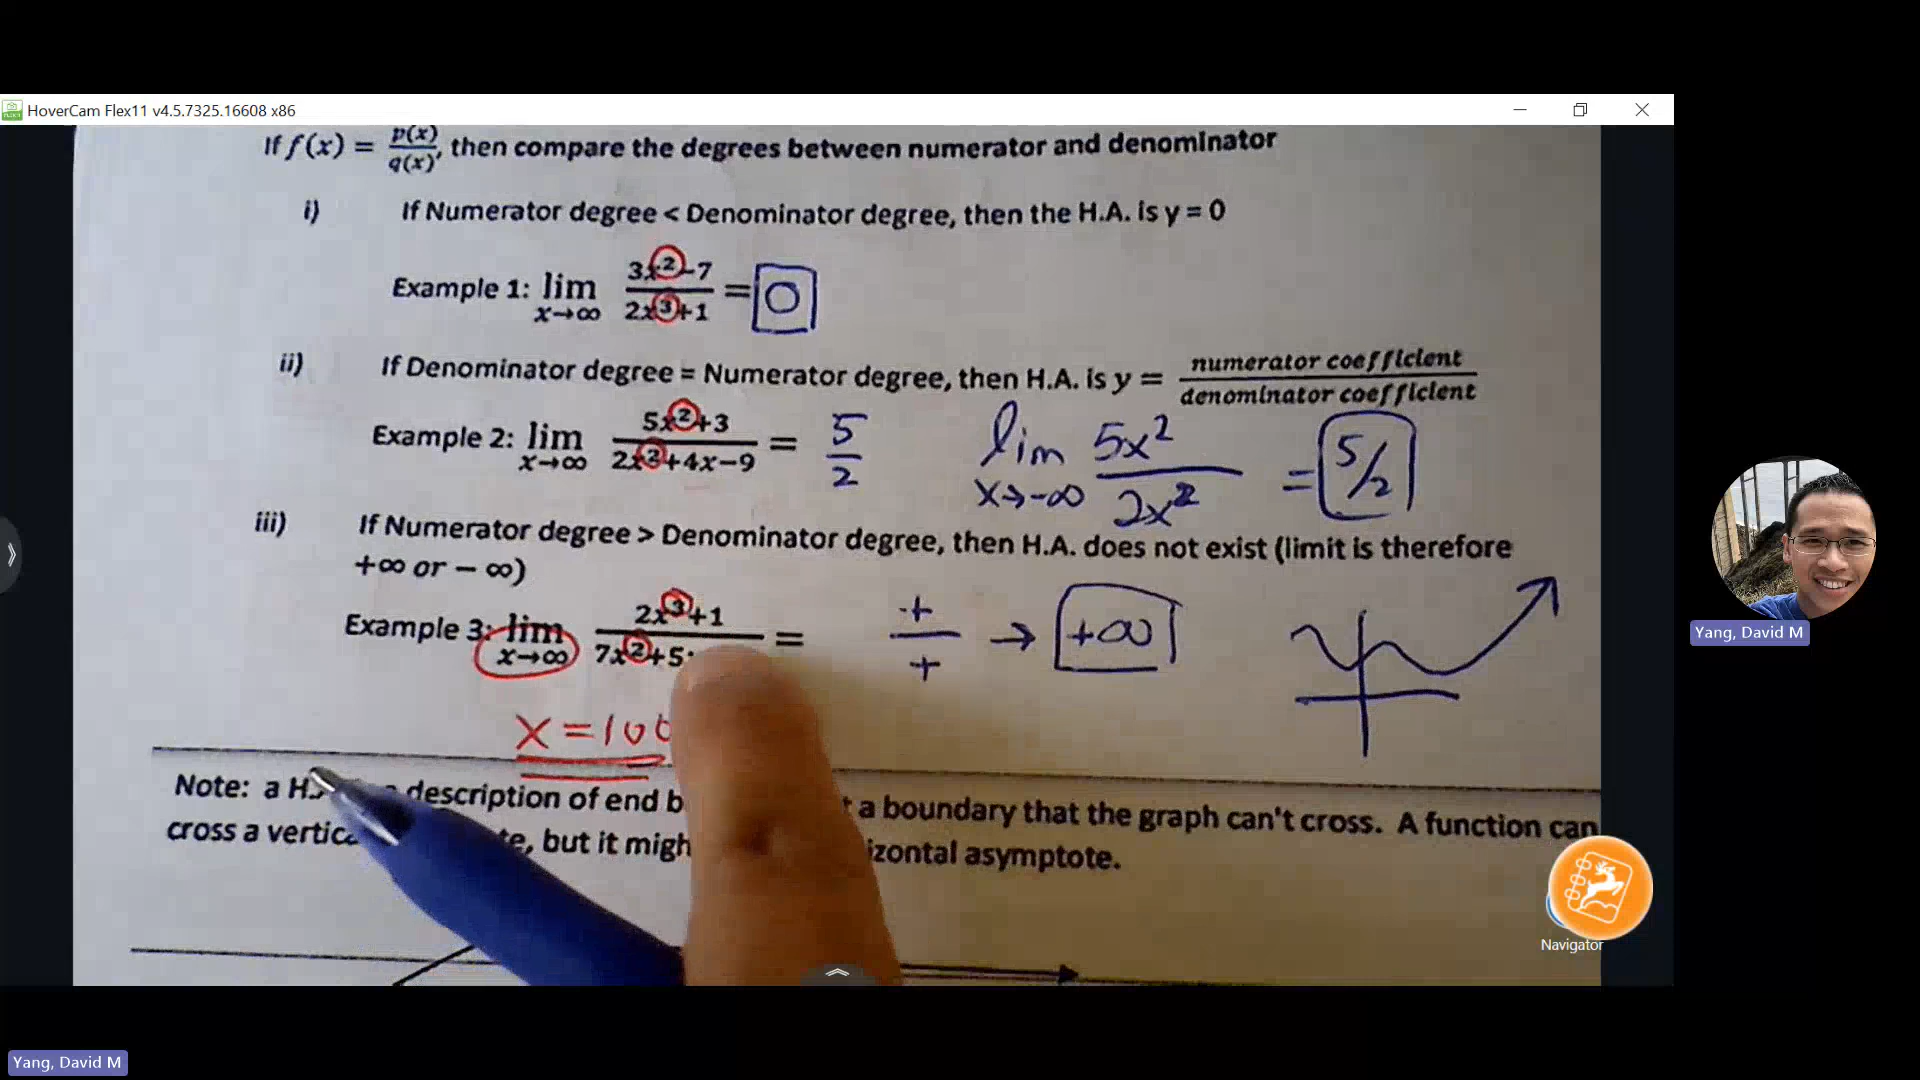 HoverCam Flex11 v4.5.7325.16608 x86
If f(x) = p(x)/q(x), then compare the degrees between numerator and denominator
i) If Numerator degree < Denominator degree, then the H.A. is y = 0
Example 1: lim x→∞ (3x²-7)/(2x³+1) = 0
ii) If Denominator degree = Numerator degree, then H.A. is y = numerator coefficient/denominator coefficient
Example 2: lim x→∞ (5x²+3)/(2x²+4x-9) = 5/2 lim x→-∞ 5x²/2x² = 5/2
iii) If Numerator degree > Denominator degree, then H.A. does not exist (limit is therefore
+∞ or - ∞)
Example 3: lim x→∞ (2x³+1)/(7x²+5 = +/+ → +∞
x = 100
Note: a H description of end a boundary that the graph can't cross. A function can
cross a but it asymptote.
Navigator
Yang, David M
Yang, David M